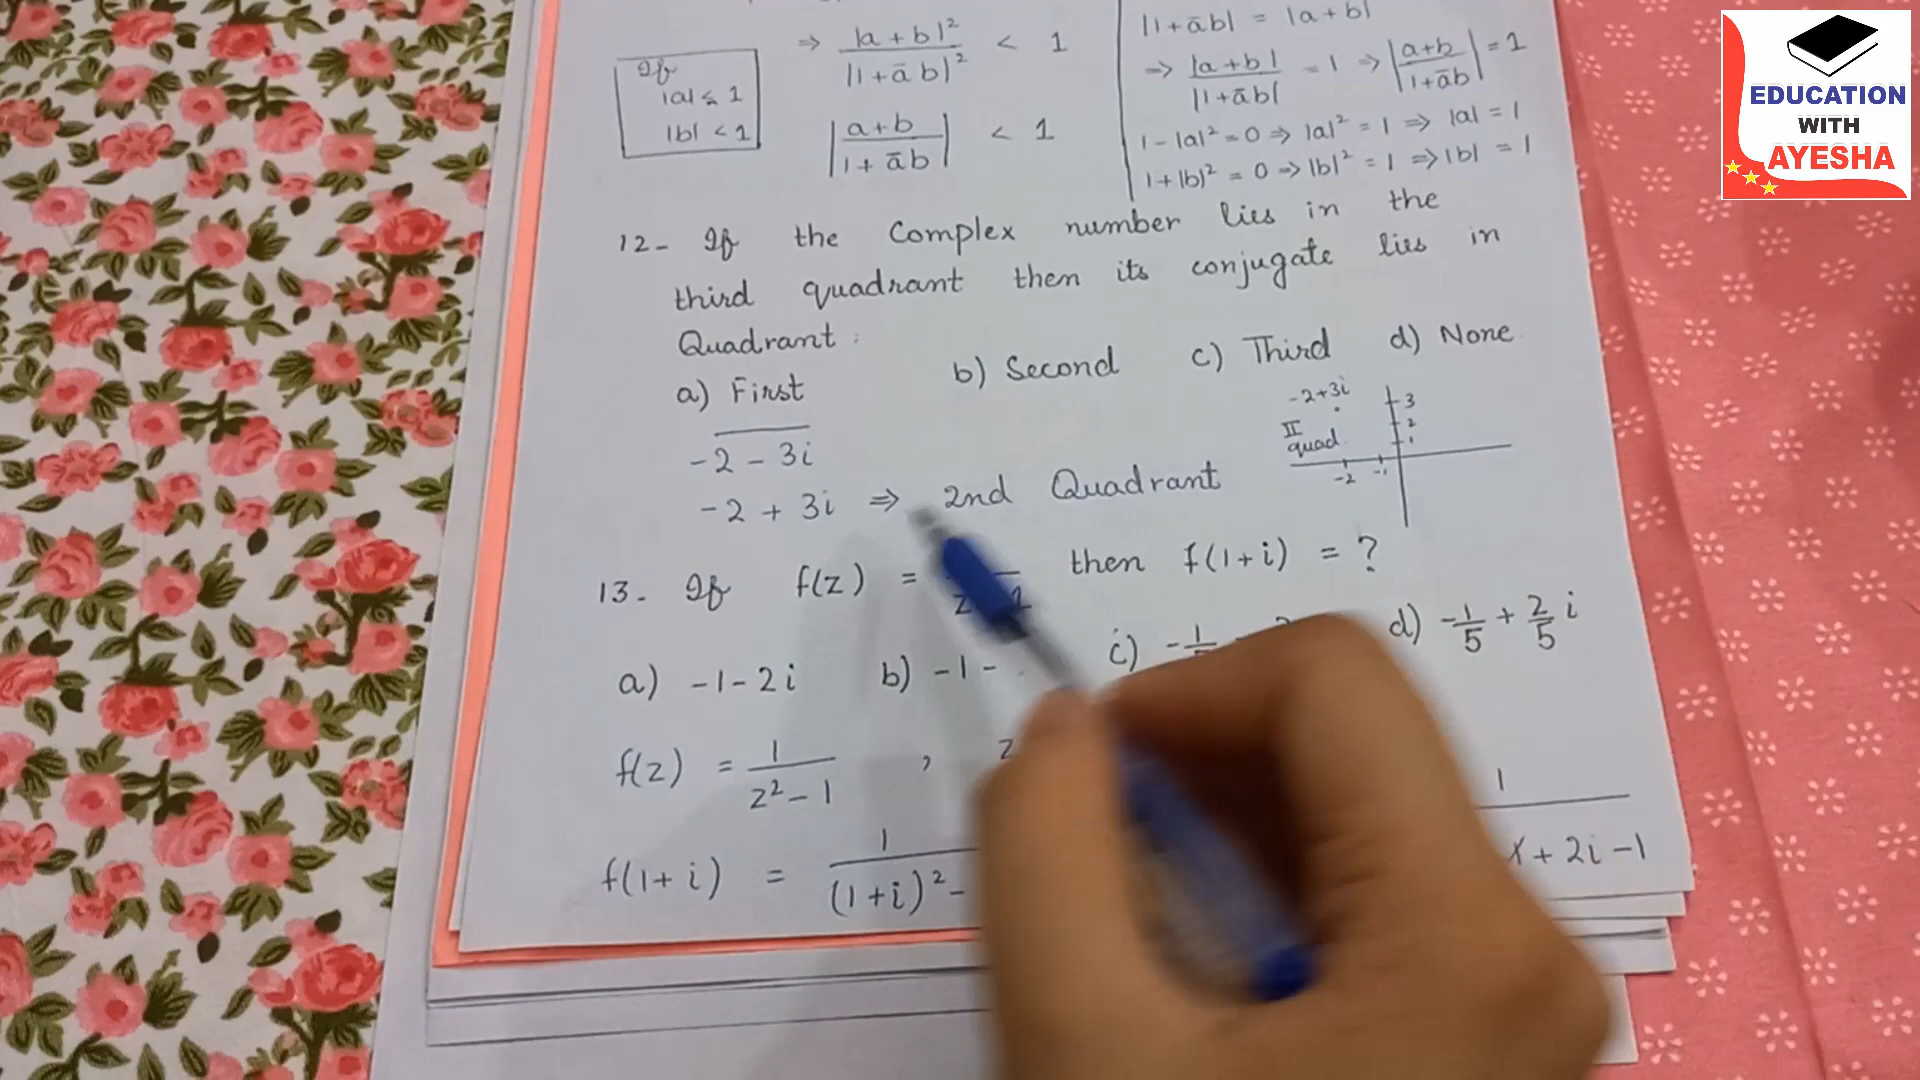 ⇒ |a + b|² / |1 + ā b|² < 1
If
|a| ≤ 1
|b| < 1
|a+b / 1+ āb| < 1
|1+āb| = |a+b|
⇒ |a+b| / |1+āb| = 1 ⇒ |a+b / 1+āb| = 1
1-|a|² = 0 ⇒ |a|² = 1 ⇒ |a| = 1
1+|b|² = 0 ⇒ |b|² = 1 ⇒ |b| = 1
12- If the Complex number lies in the
third quadrant then its conjugate lies in
Quadrant.
a) First b) Second c) Third d) None
-2+3i
II
quad.
3
2
1
-2 -1
‾-2 - 3i‾
-2 + 3i ⇒ 2nd Quadrant
13- If f(z) = then f(1+i) = ?
a) -1-2i b) -1- c) -1 d) -1/5 + 2/5 i
f(z) = 1 / z²-1 , z
f(1+i) = 1 / (1+i)²- 1 / + 2i - 1
EDUCATION
WITH
AYESHA